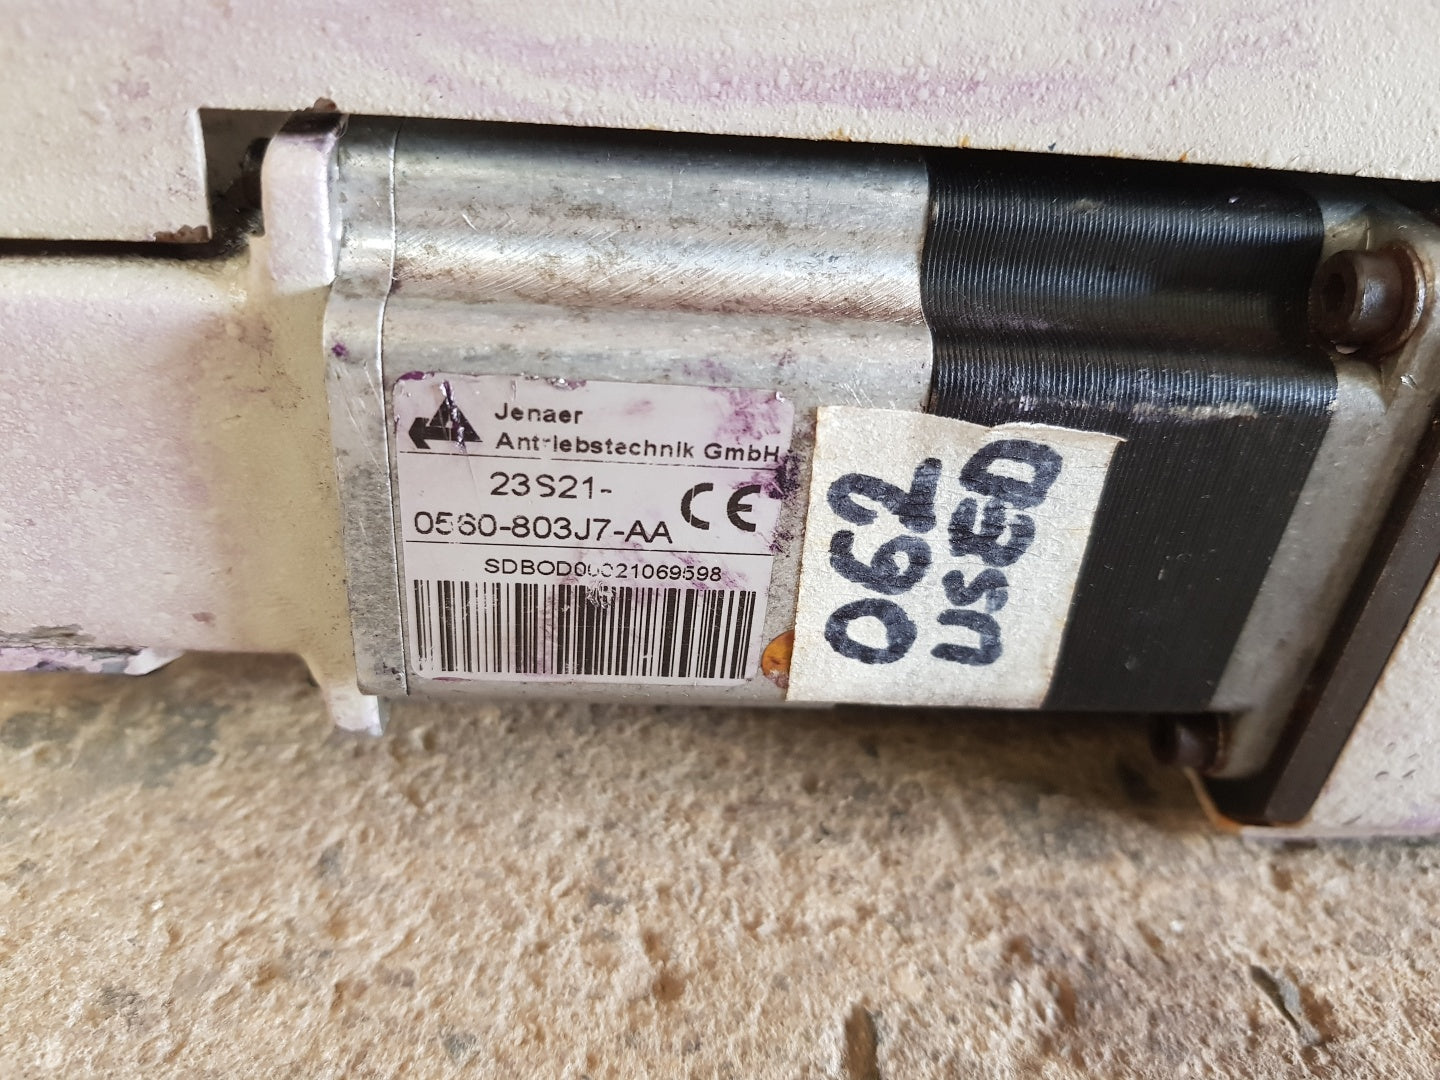 Jenaer
Antriebstechnik GmbH
23S21-
0560-803J7-AA
CE
062
USED